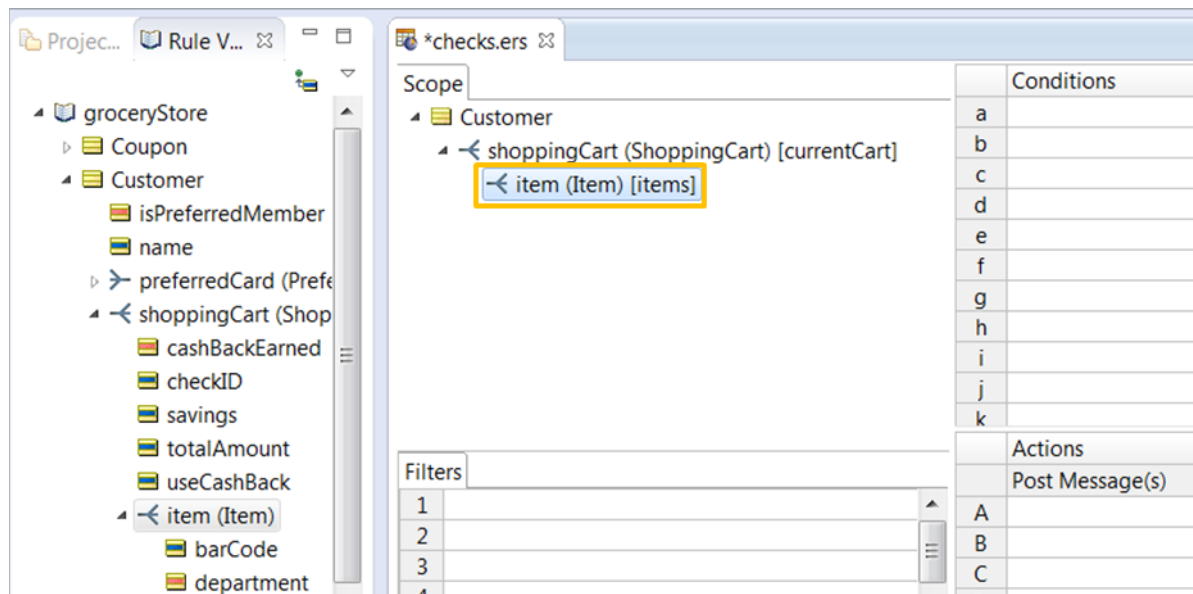 Projec...
Rule V...
groceryStore
Coupon
Customer
isPreferredMember
name
preferredCard (Prefe
shoppingCart (Shop
cashBackEarned
checkID
savings
totalAmount
useCashBack
item (Item)
barCode
department
*checks.ers
Scope
Customer
shoppingCart (ShoppingCart) [currentCart]
item (Item) [items]
Filters
1
2
3
4
Conditions
a
b
c
d
e
f
g
h
i
j
k
Actions
Post Message(s)
A
B
C